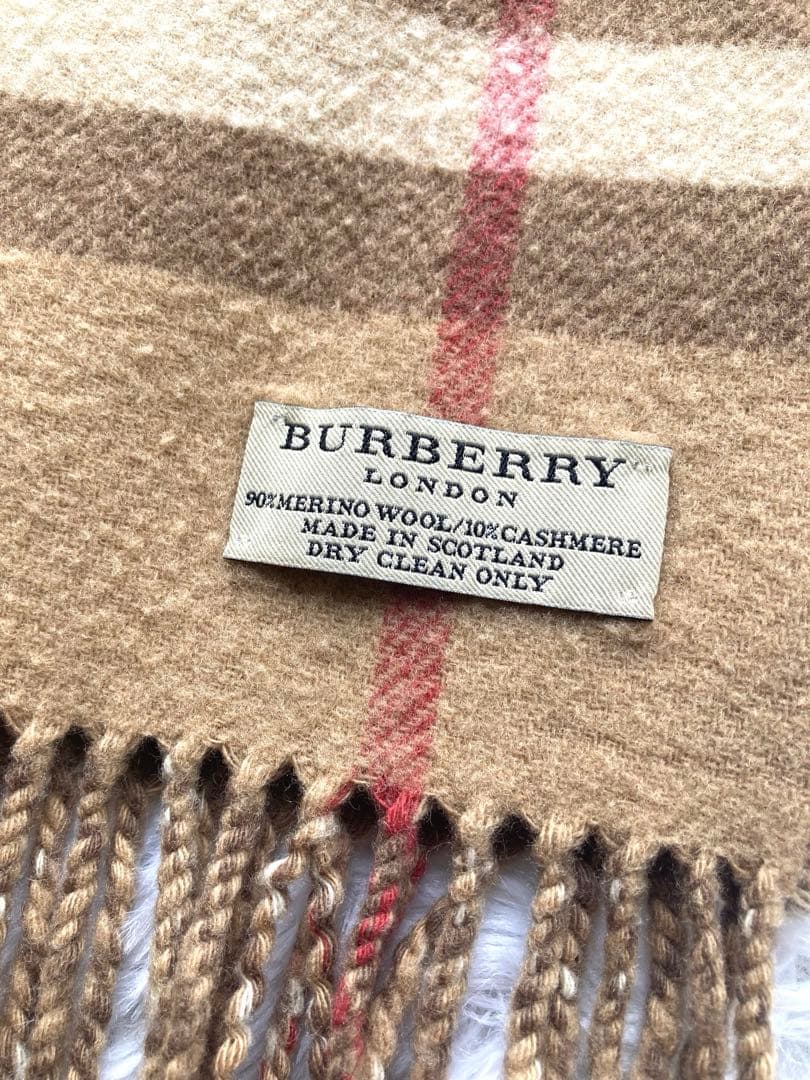 BURBERRY
LONDON
90%MERINO WOOL/10%CASHMERE
MADE IN SCOTLAND
DRY CLEAN ONLY